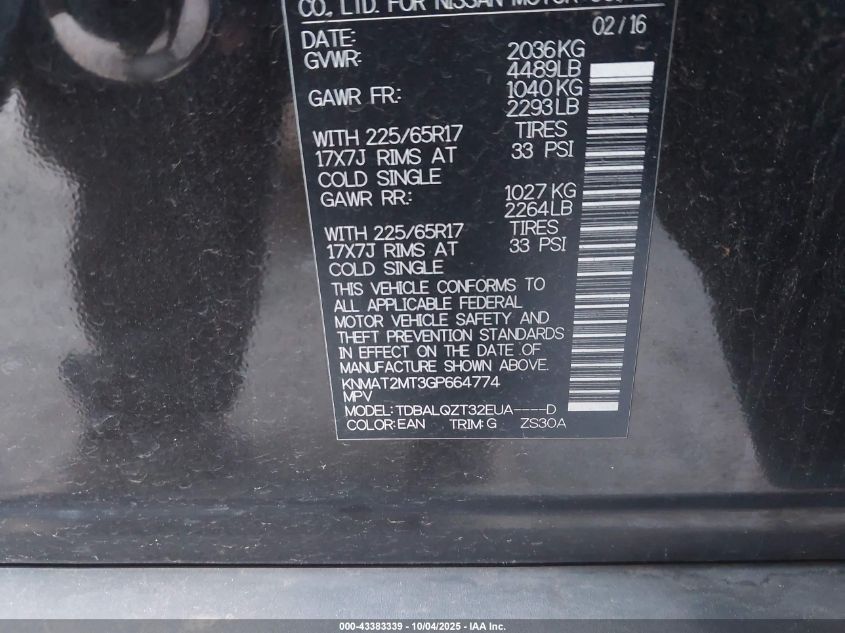 CO., LTD. FOR NISSAN MOTOR
02/16
DATE:
GVWR: 2036KG
4489LB
GAWR FR: 1040KG
2293LB
WITH 225/65R17 TIRES
17X7J RIMS AT 33 PSI
COLD SINGLE
GAWR RR: 1027KG
2264LB
WITH 225/65R17 TIRES
17X7J RIMS AT 33 PSI
COLD SINGLE
THIS VEHICLE CONFORMS TO
ALL APPLICABLE FEDERAL
MOTOR VEHICLE SAFETY AND
THEFT PREVENTION STANDARDS
IN EFFECT ON THE DATE OF
MANUFACTURE SHOWN ABOVE.
KNMAT2MT3GP664774
MPV
MODEL: TDBALQZT32EUA----D
COLOR:EAN TRIM:G ZS30A
000-43383339 - 10/04/2025 - IAA Inc.